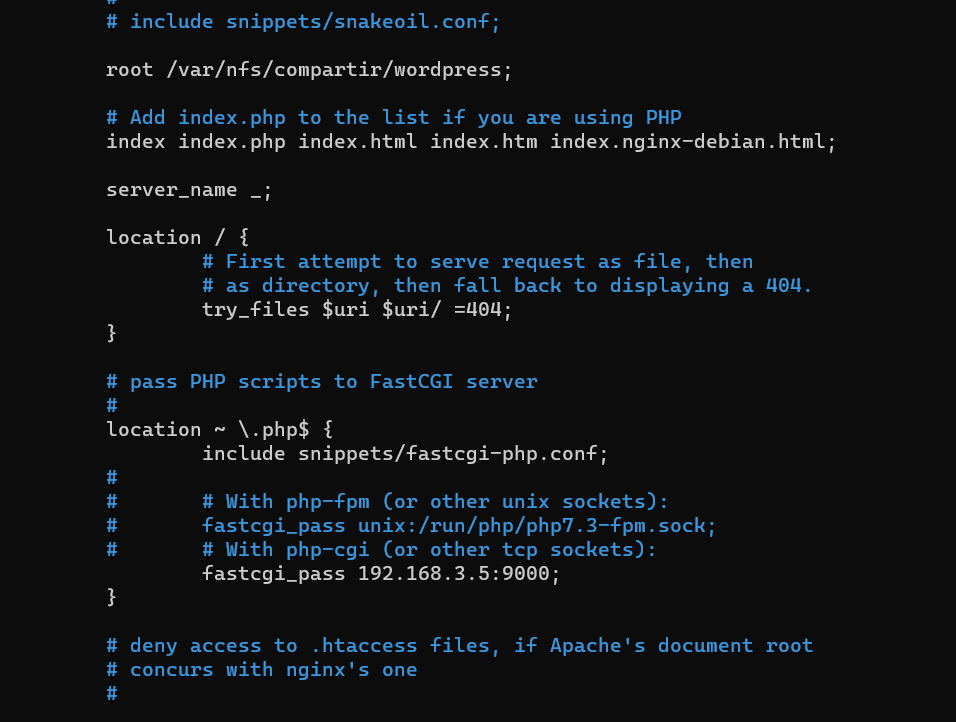 #
# include snippets/snakeoil.conf;
root /var/nfs/compartir/wordpress;
# Add index.php to the list if you are using PHP
index index.php index.html index.htm index.nginx-debian.html;
server_name _;
location / {
# First attempt to serve request as file, then
# as directory, then fall back to displaying a 404.
try_files $uri $uri/ =404;
}
# pass PHP scripts to FastCGI server
#
location ~ \.php$ {
include snippets/fastcgi-php.conf;
#
# # With php-fpm (or other unix sockets):
# fastcgi_pass unix:/run/php/php7.3-fpm.sock;
# # With php-cgi (or other tcp sockets):
fastcgi_pass 192.168.3.5:9000;
}
# deny access to .htaccess files, if Apache's document root
# concurs with nginx's one
#